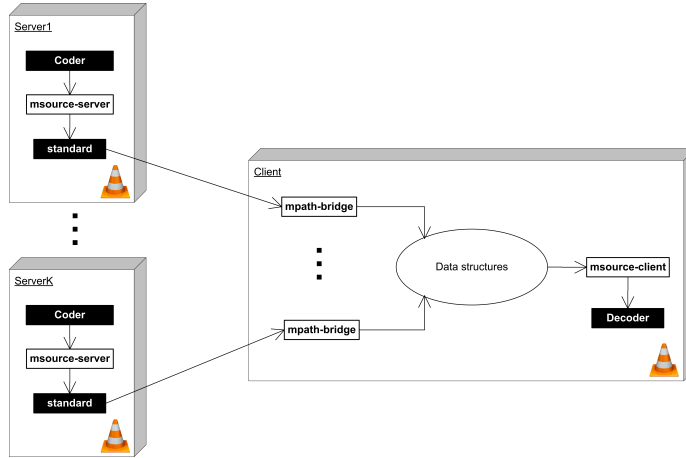 Server1
Coder
msource-server
standard
ServerK
Coder
msource-server
standard
Client
mpath-bridge
mpath-bridge
Data structures
msource-client
Decoder